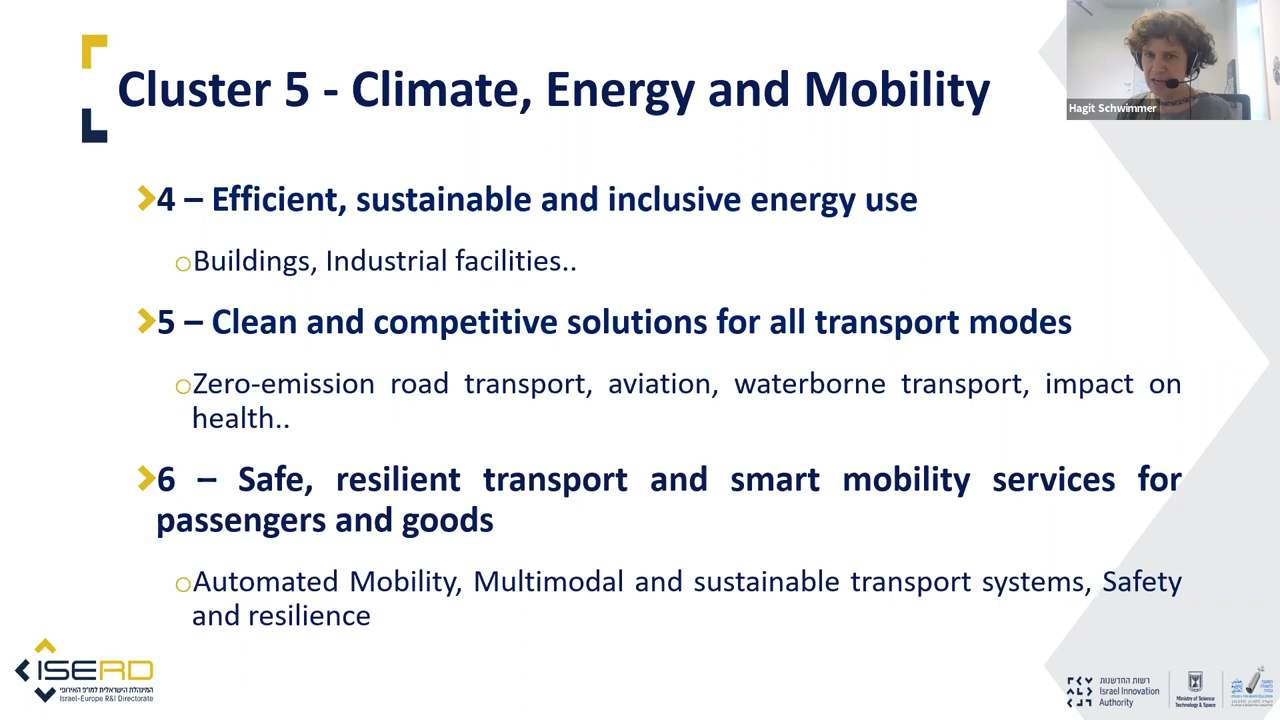 Cluster 5 - Climate, Energy and Mobility
Hagit Schwimmer
4 – Efficient, sustainable and inclusive energy use
Buildings, Industrial facilities..
5 – Clean and competitive solutions for all transport modes
Zero-emission road transport, aviation, waterborne transport, impact on
health..
6 – Safe, resilient transport and smart mobility services for
passengers and goods
Automated Mobility, Multimodal and sustainable transport systems, Safety
and resilience
ISERD
המינהלת הישראלית למו"פ האירופי
Israel-Europe R&I Directorate
רשות החדשנות
Israel Innovation
Authority
Ministry of Science
Technology & Space